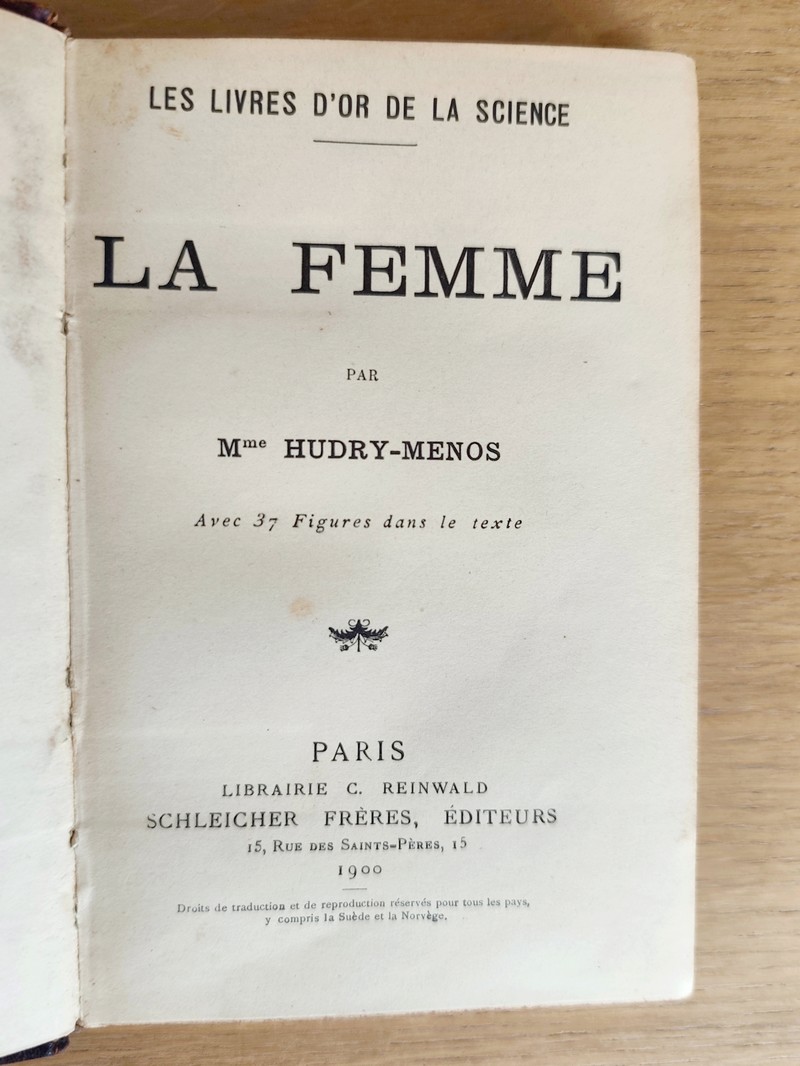 LES LIVRES D'OR DE LA SCIENCE
LA FEMME
PAR
Mme HUDRY-MENOS
Avec 37 Figures dans le texte
PARIS
LIBRAIRIE C. REINWALD
SCHLEICHER FRÈRES, ÉDITEURS
15, RUE DES SAINTS-PÈRES, 15
1900
Droits de traduction et de reproduction réservés pour tous les pays,
y compris la Suède et la Norvège.